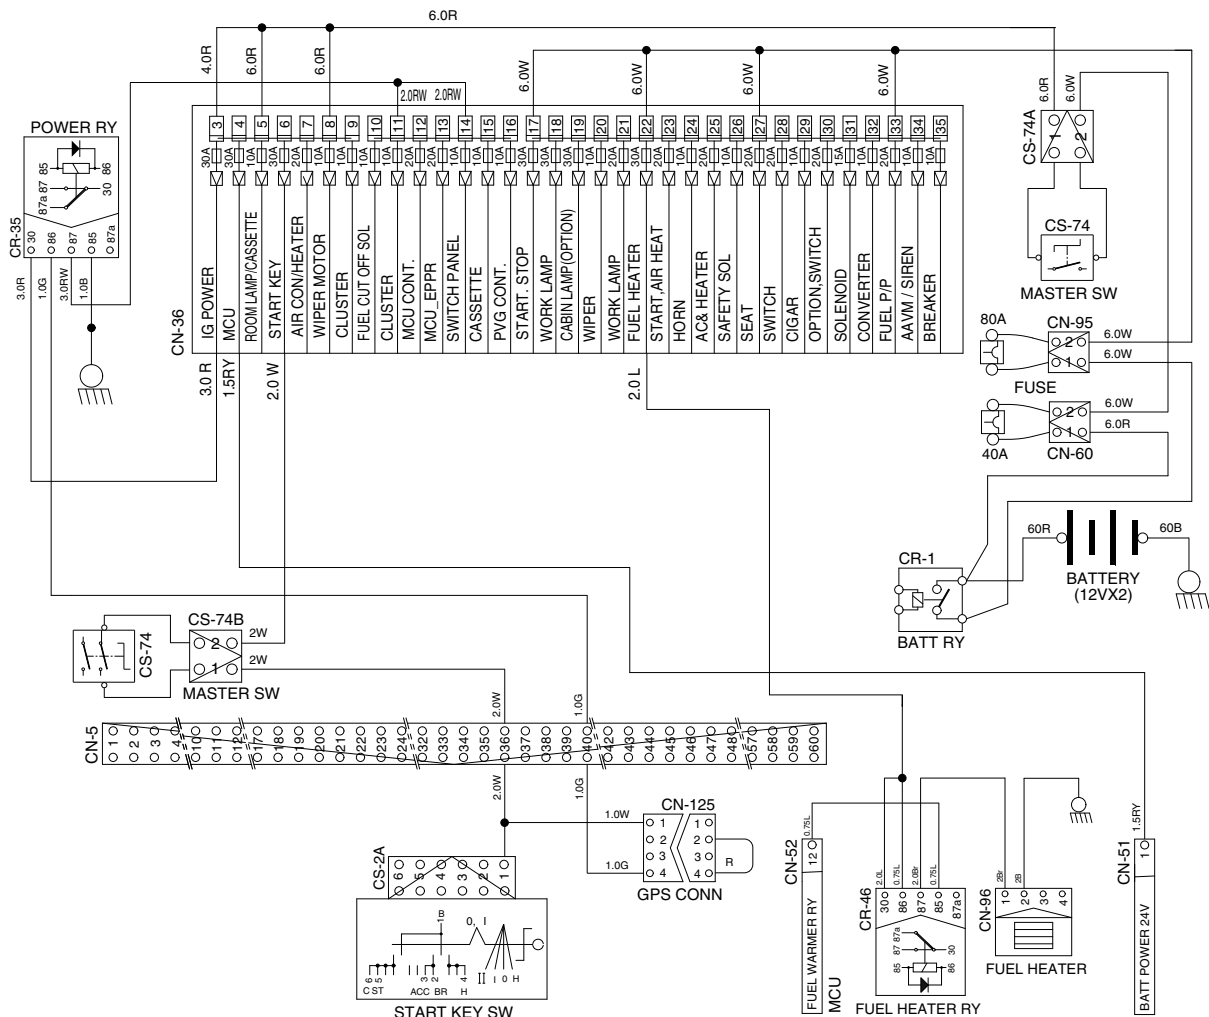 6.0R
4.0R
6.0R
6.0R
6.0W
6.0W
6.0W
6.0W
6.0R
6.0W
2.0RW 2.0RW
POWER RY
85
86
87
87a
30
CR-35
30
86
87
85
87a
3.0R
1.0G
3.0RW
1.0B
3 4 5 6 7 8 9 10 11 12 13 14 15 16 17 18 19 20 21 22 23 24 25 26 27 28 29 30 31 32 33 34 35
30A 30A 10A 30A 20A 10A 10A 10A 10A 20A 10A 10A 10A 10A 30A 30A 10A 10A 10A 20A 10A 10A 20A 10A 10A 10A 10A 20A 15A 10A 20A 10A 10A
CN-36
IG POWER
MCU
ROOM LAMP/CASSETTE
START KEY
AIR CON/HEATER
WIPER MOTOR
CLUSTER
FUEL CUT OFF SOL
CLUSTER
MCU CONT.
MCU_EPPR
SWITCH PANEL
CASSETTE
PVG CONT.
START. STOP
WORK LAMP
CABIN LAMP(OPTION)
WIPER
WORK LAMP
FUEL HEATER
START,AIR HEAT
HORN
AC& HEATER
SAFETY SOL
SEAT
SWITCH
CIGAR
OPTION,SWITCH
SOLENOID
CONVERTER
FUEL P/P
AAVM / SIREN
BREAKER
3.0 R
1.5RY
2.0 W
2.0 L
CS-74A
1
2
CS-74
MASTER SW
80A
CN-95
2
1
6.0W
6.0W
FUSE
40A
CN-60
2
1
6.0W
6.0R
60R
60B
BATTERY
(12VX2)
CR-1
BATT RY
CS-74
CS-74B
2
1
2W
2W
MASTER SW
2.0W
1.0G
CN-5
1 2 3 4 10 11 12 17 18 19 20 21 22 23 24 32 33 34 35 36 37 38 39 40 42 43 44 45 46 47 48 57 58 59 60
2.0W
1.0G
1.0W
1.0G
CN-125
1 1
2 2
3 3
4 4
R
GPS CONN
CS-2A
6 5 4 3 2 1
1B
0, I
6
5
3
2
4
C ST
ACC BR
H
II I 0 H
START KEY SW
0.75L
CN-52
12
FUEL WARMER RY
MCU
2.0L
0.75L
2.0Br
0.75L
CR-46
30
86
87
85
87a
87a
87
30
85
86
FUEL HEATER RY
2Br
2B
CN-96
1
2
3
4
FUEL HEATER
1.5RY
CN-51
1
BATT POWER 24V